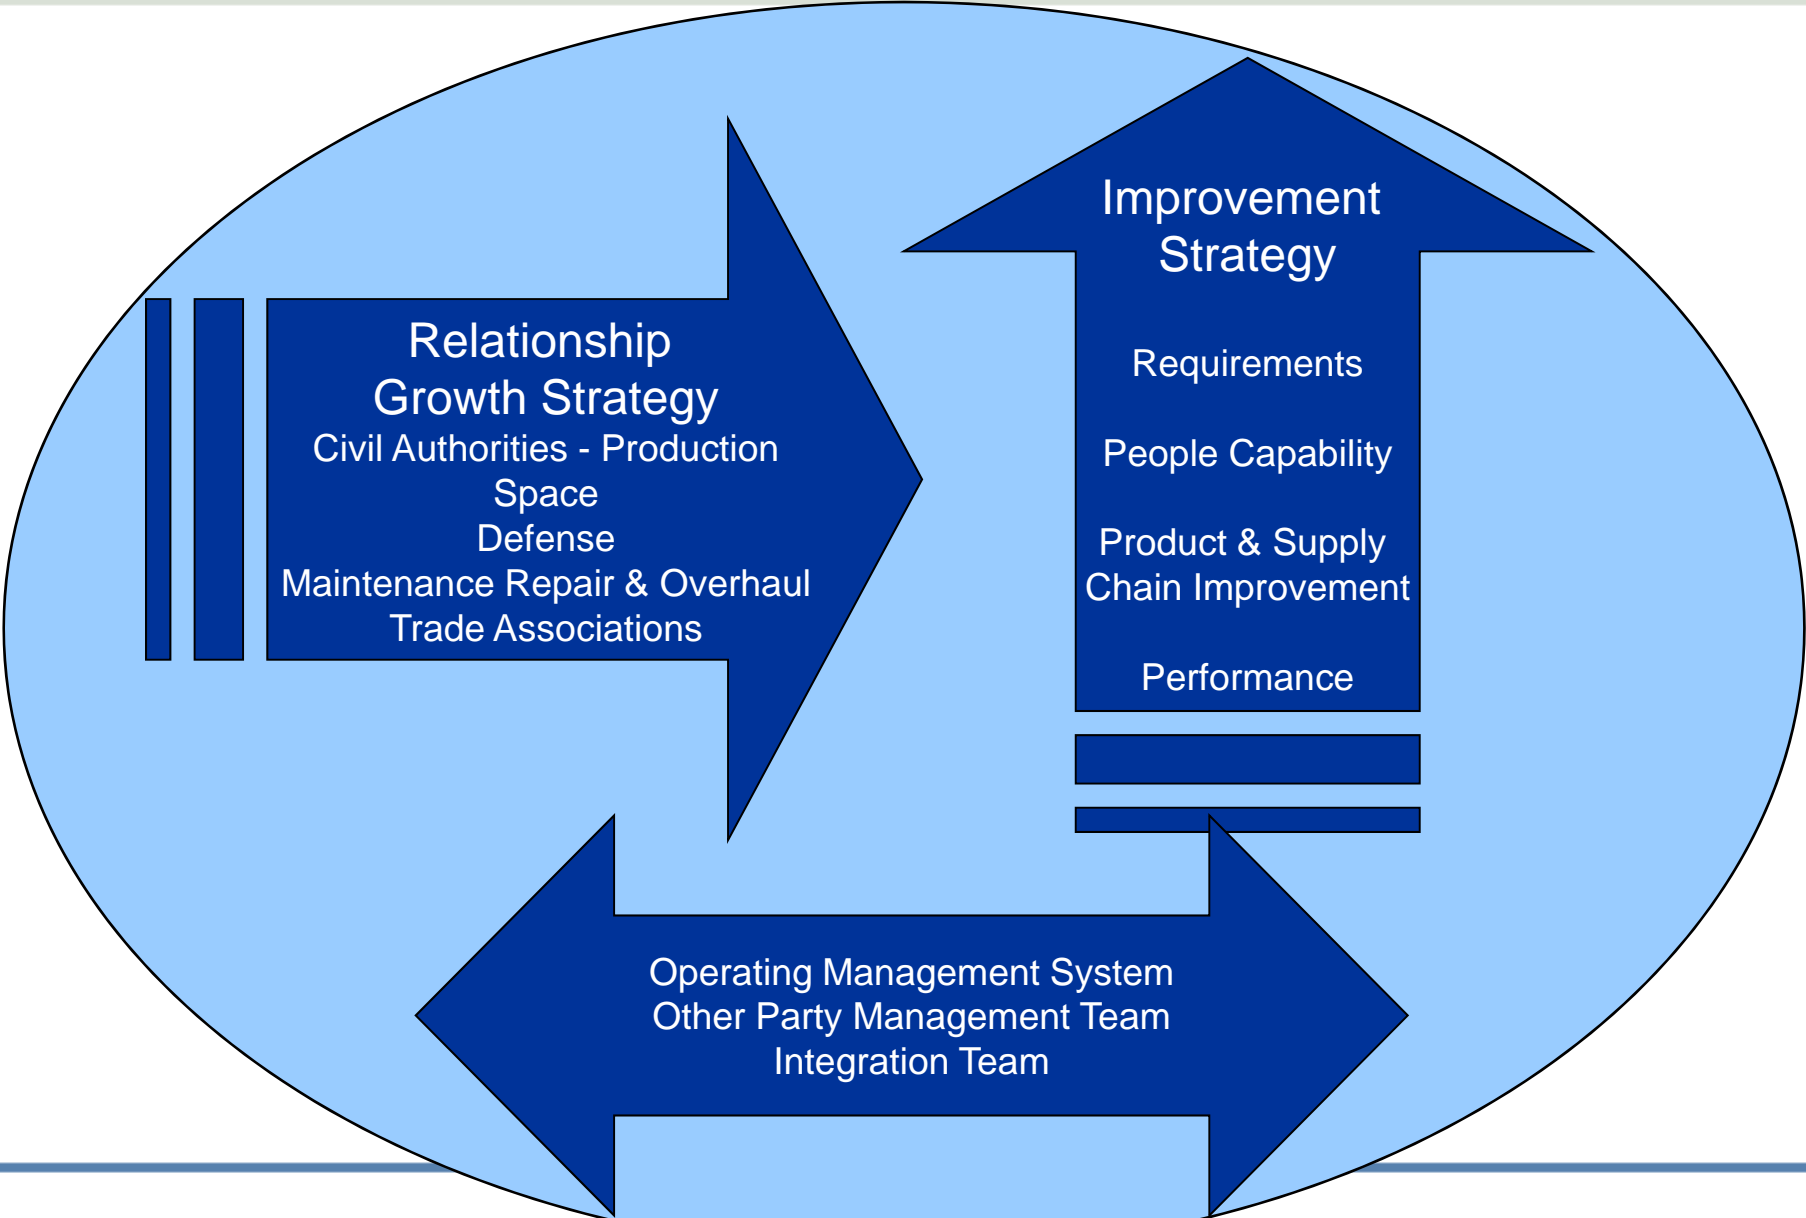 Relationship
Growth Strategy
Civil Authorities - Production
Space
Defense
Maintenance Repair & Overhaul
Trade Associations
Improvement
Strategy
Requirements
People Capability
Product & Supply
Chain Improvement
Performance
Operating Management System
Other Party Management Team
Integration Team